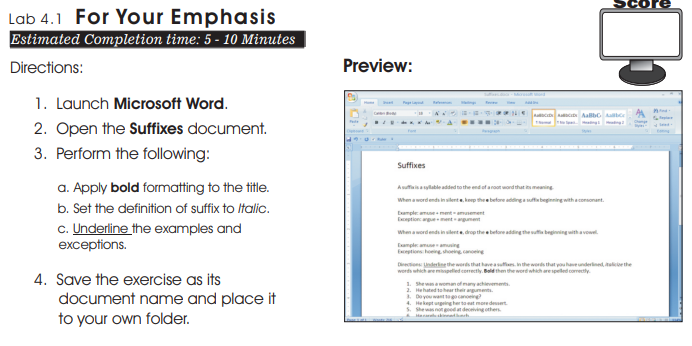 Lab 4.1 For Your Emphasis
Estimated Completion time: 5 - 10 Minutes
Score
Directions:
1. Launch Microsoft Word.
2. Open the Suffixes document.
3. Perform the following:
a. Apply bold formatting to the title.
b. Set the definition of suffix to Italic.
c. Underline the examples and
exceptions.
4. Save the exercise as its
document name and place it
to your own folder.
Preview:
Suffixes
A suffix is a syllable added to the end of a root word that its meaning.
When a word ends in silent e, keep the e before adding a suffix beginning with a consonant.
Example: amuse + ment = amusement
Exception: argue + ment = argument
When a word ends in silent e, drop the e before adding the suffix beginning with a vowel.
Example: amuse = amusing
Exceptions: hoeing, shoeing, canoeing
Directions: Underline the words that have a suffixes. In the words that you have underlined, italicize the
words which are misspelled correctly. Bold then the word which are spelled correctly.
1. She was a woman of many achievements.
2. He hated to hear their arguments.
3. Do you want to go canoeing?
4. He kept urgeing her to eat more dessert.
5. She was not good at deceiving others.